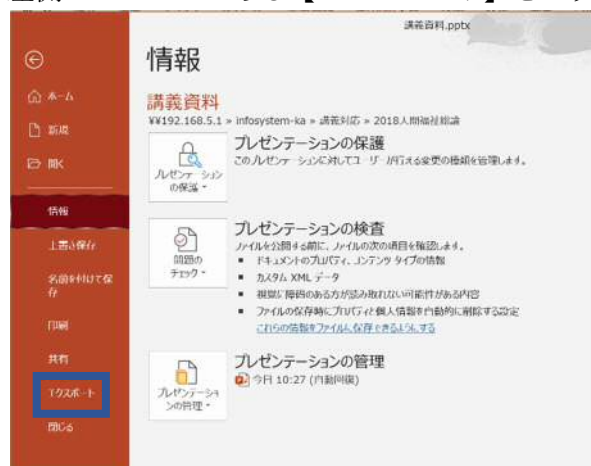 講義資料.pptx
情報
ホーム
新規
開く
情報
上書き保存
名前を付けて保
存
印刷
共有
エクスポート
閉じる
講義資料
¥¥192.168.5.1 » infosystem-ka » 講義対応 » 2018人間福祉総論
プレゼンテーション
の保護
プレゼンテーションの保護
このプレゼンテーションに対してユーザーが行える変更の種類を管理します。
問題の
チェック
プレゼンテーションの検査
ファイルを公開する前に、ファイルの次の項目を確認します。
ドキュメントのプロパティ、コンテンツ タイプの情報
カスタム XML データ
視覚に障碍のある方が読み取れない可能性がある内容
ファイルの保存時にプロパティと個人情報を自動的に削除する設定
これらの情報をファイルに保存できるようにする
プレゼンテーショ
ンの管理
プレゼンテーションの管理
今日 10:27 (自動回復)